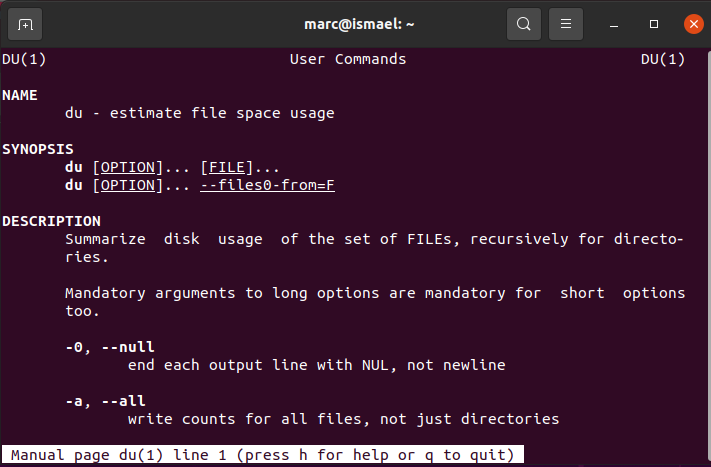 marc@ismael: ~
DU(1) User Commands DU(1)
NAME
du - estimate file space usage
SYNOPSIS
du [OPTION]... [FILE]...
du [OPTION]... --files0-from=F
DESCRIPTION
Summarize disk usage of the set of FILEs, recursively for directo-
ries.
Mandatory arguments to long options are mandatory for short options
too.
-0, --null
end each output line with NUL, not newline
-a, --all
write counts for all files, not just directories
Manual page du(1) line 1 (press h for help or q to quit)